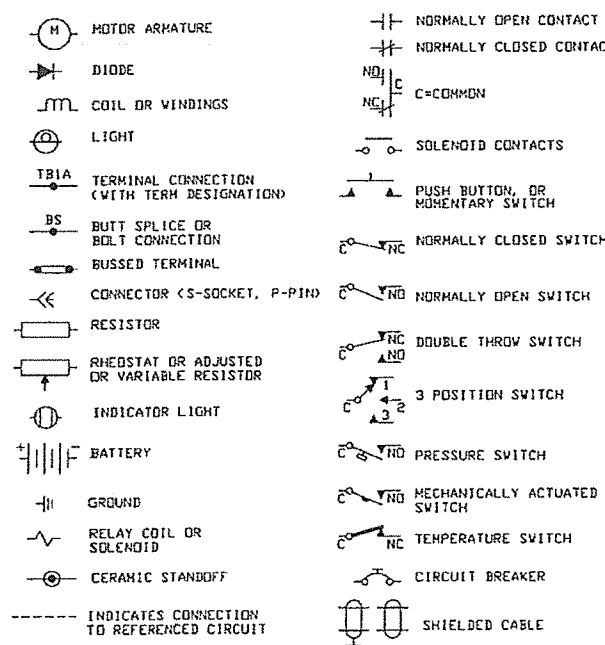 M
MOTOR ARMATURE
DIODE
COIL OR WINDINGS
LIGHT
TB1A
TERMINAL CONNECTION
(WITH TERM DESIGNATION)
BS
BUTT SPLICE OR
BOLT CONNECTION
BUSSED TERMINAL
CONNECTOR (S-SOCKET, P-PIN)
RESISTOR
RHEOSTAT OR ADJUSTED
OR VARIABLE RESISTOR
INDICATOR LIGHT
+ -
BATTERY
GROUND
RELAY COIL OR
SOLENOID
CERAMIC STANDOFF
INDICATES CONNECTION
TO REFERENCED CIRCUIT
NORMALLY OPEN CONTACT
NORMALLY CLOSED CONTAC
NO
C
NC
C=COMMON
SOLENOID CONTACTS
PUSH BUTTON, OR
MOMENTARY SWITCH
C NC
NORMALLY CLOSED SWITCH
C NO
NORMALLY OPEN SWITCH
C NC
NO
DOUBLE THROW SWITCH
1
C 2
3
3 POSITION SWITCH
C NO
PRESSURE SWITCH
C NO
MECHANICALLY ACTUATED
SWITCH
C NC
TEMPERATURE SWITCH
CIRCUIT BREAKER
SHIELDED CABLE